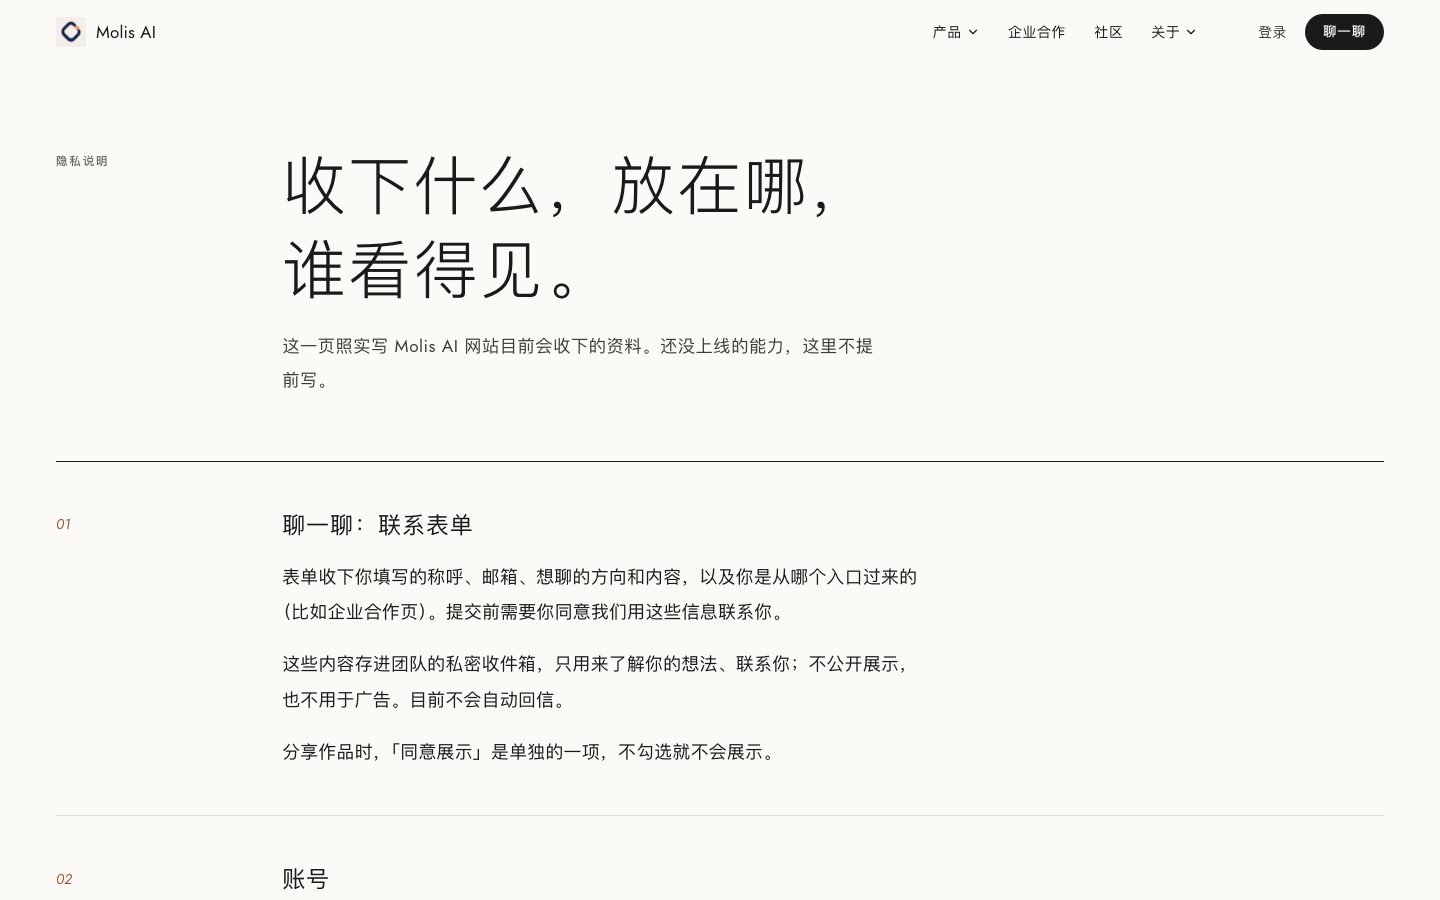 Molis AI
产品
企业合作
社区
关于
登录
聊一聊
隐私说明
收下什么，放在哪，
谁看得见。
这一页照实写 Molis AI 网站目前会收下的资料。还没上线的能力，这里不提
前写。
01
聊一聊：联系表单
表单收下你填写的称呼、邮箱、想聊的方向和内容，以及你是从哪个入口过来的
（比如企业合作页）。提交前需要你同意我们用这些信息联系你。
这些内容存进团队的私密收件箱，只用来了解你的想法、联系你；不公开展示，
也不用于广告。目前不会自动回信。
分享作品时，「同意展示」是单独的一项，不勾选就不会展示。
02
账号